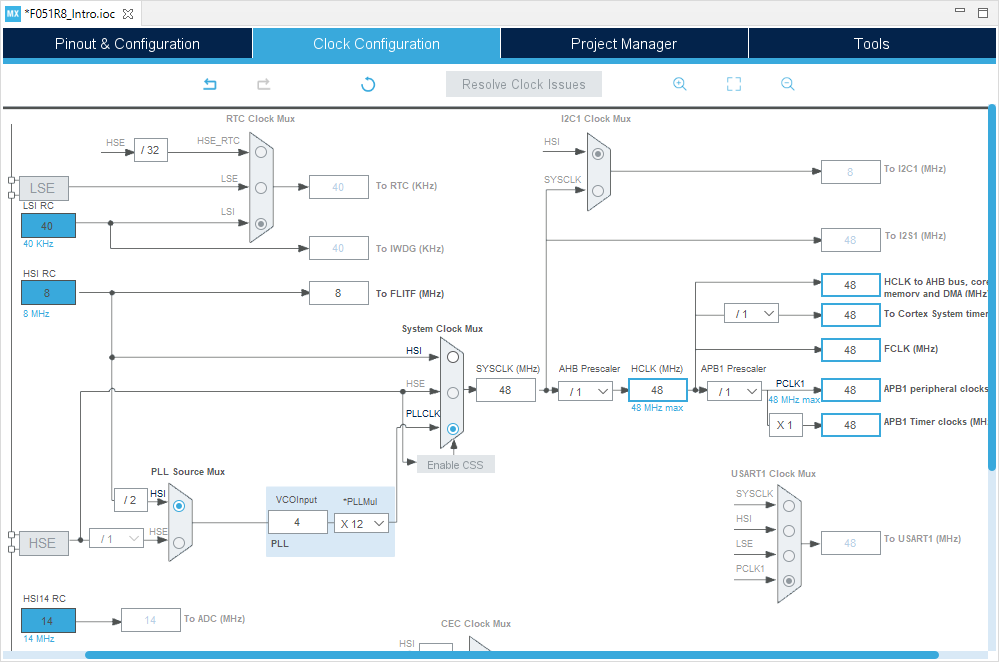 MX *F051R8_Intro.ioc
Pinout & Configuration
Clock Configuration
Project Manager
Tools
Resolve Clock Issues
RTC Clock Mux
I2C1 Clock Mux
HSE
/ 32
HSE_RTC
HSI
LSE
LSE
40
To RTC (KHz)
SYSCLK
8
To I2C1 (MHz)
LSI RC
40
40 KHz
LSI
40
To IWDG (KHz)
48
To I2S1 (MHz)
HSI RC
8
8 MHz
8
To FLITF (MHz)
48
HCLK to AHB bus, core
memory and DMA (MHz
/ 1
48
To Cortex System timer
System Clock Mux
HSI
48
FCLK (MHz)
HSE
PLLCLK
SYSCLK (MHz)
48
AHB Prescaler
/ 1
HCLK (MHz)
48
48 MHz max
APB1 Prescaler
/ 1
PCLK1
48 MHz max
48
APB1 peripheral clocks
X 1
48
APB1 Timer clocks (MH
Enable CSS
PLL Source Mux
/ 2
HSI
HSE
/ 1
HSE
VCOInput
4
*PLLMul
X 12
PLL
USART1 Clock Mux
SYSCLK
HSI
LSE
PCLK1
48
To USART1 (MHz)
HSI14 RC
14
14 MHz
14
To ADC (MHz)
CEC Clock Mux
HSI